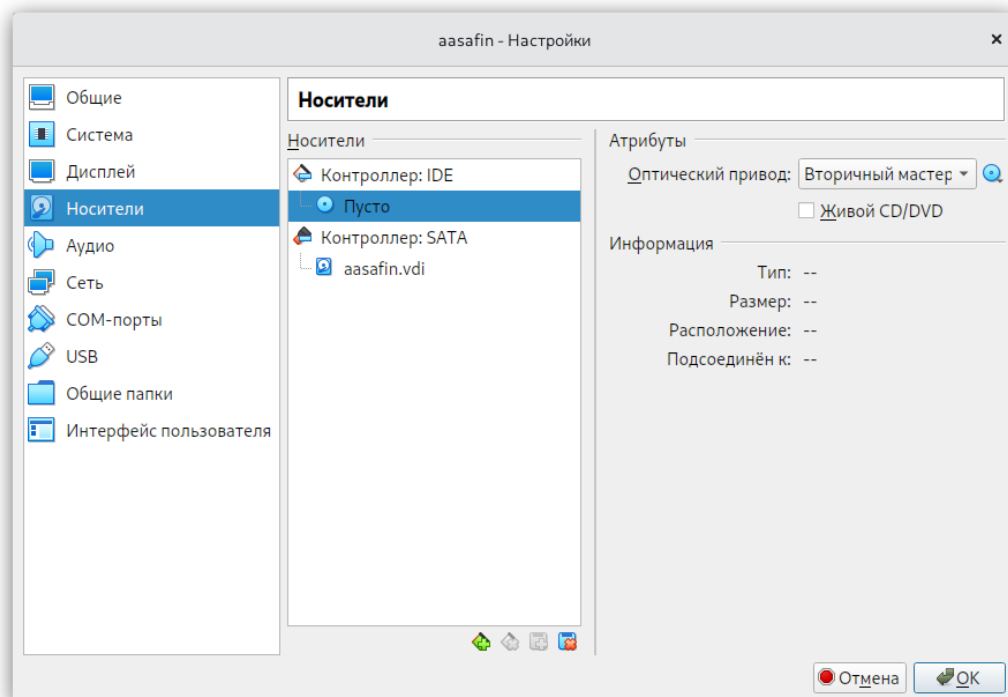 aasafin - Настройки
Общие
Система
Дисплей
Носители
Аудио
Сеть
COM-порты
USB
Общие папки
Интерфейс пользователя
Носители
Носители
Контроллер: IDE
Пусто
Контроллер: SATA
aasafin.vdi
Атрибуты
Оптический привод: Вторичный мастер
Живой CD/DVD
Информация
Тип: --
Размер: --
Расположение: --
Подсоединён к: --
Отмена
OK